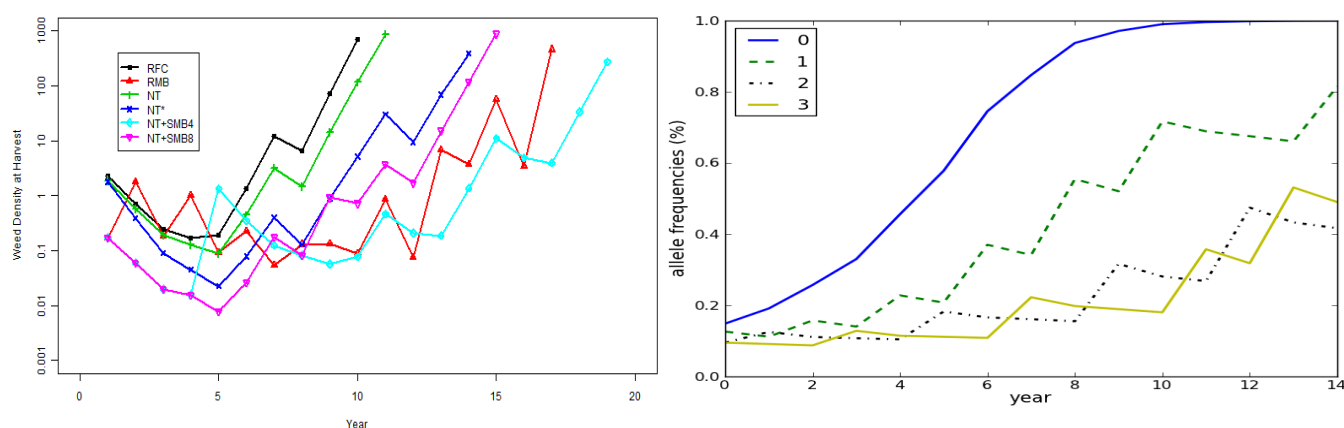 Weed Density at Harvest
1000
100
10
1
0.1
0.01
0.001
RFC
RMB
NT
NT*
NT+SMB4
NT+SMB8
0 5 10 15 20
Year
allele frequencies (%)
1.0
0.8
0.6
0.4
0.2
0.0
0
1
2
3
0 2 4 6 8 10 12 14
year